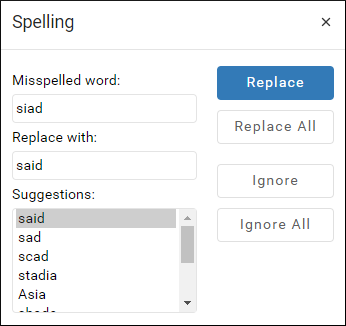 Spelling
Misspelled word:
siad
Replace with:
said
Suggestions:
said
sad
scad
stadia
Asia
Replace
Replace All
Ignore
Ignore All